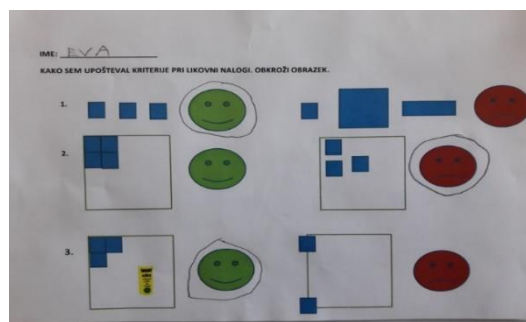 IME: EVA
KAKO SEM UPOŠTEVAL KRITERIJE PRI LIKOVNI NALOGI. OBKROŽI OBRAZEK.
1.
2.
3.